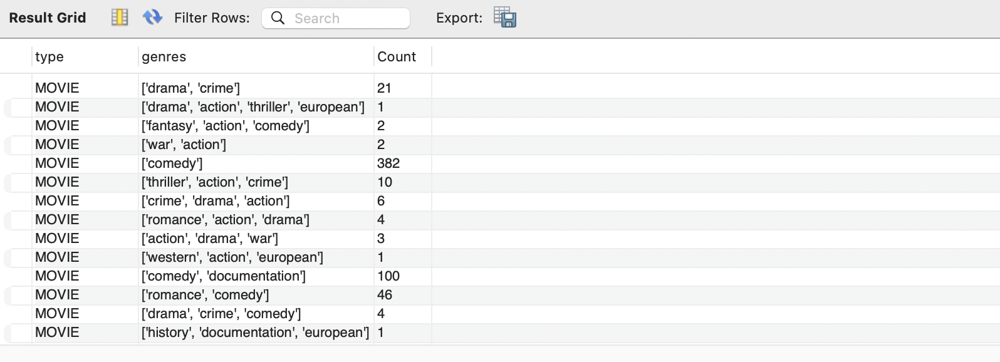 Result Grid Filter Rows: Search Export:
type genres Count
MOVIE ['drama', 'crime'] 21
MOVIE ['drama', 'action', 'thriller', 'european'] 1
MOVIE ['fantasy', 'action', 'comedy'] 2
MOVIE ['war', 'action'] 2
MOVIE ['comedy'] 382
MOVIE ['thriller', 'action', 'crime'] 10
MOVIE ['crime', 'drama', 'action'] 6
MOVIE ['romance', 'action', 'drama'] 4
MOVIE ['action', 'drama', 'war'] 3
MOVIE ['western', 'action', 'european'] 1
MOVIE ['comedy', 'documentation'] 100
MOVIE ['romance', 'comedy'] 46
MOVIE ['drama', 'crime', 'comedy'] 4
MOVIE ['history', 'documentation', 'european'] 1